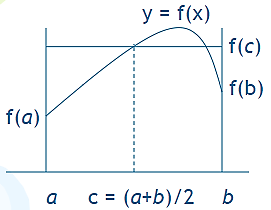 y = f(x)
f(c)
f(b)
f(a)
a c = (a+b)/2 b